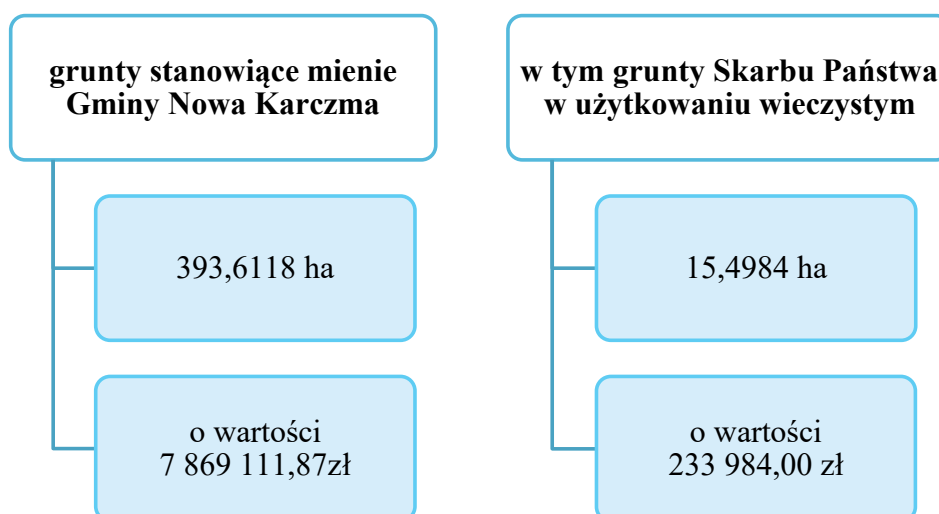 grunty stanowiące mienie
Gminy Nowa Karczma
393,6118 ha
o wartości
7 869 111,87zł
w tym grunty Skarbu Państwa
w użytkowaniu wieczystym
15,4984 ha
o wartości
233 984,00 zł